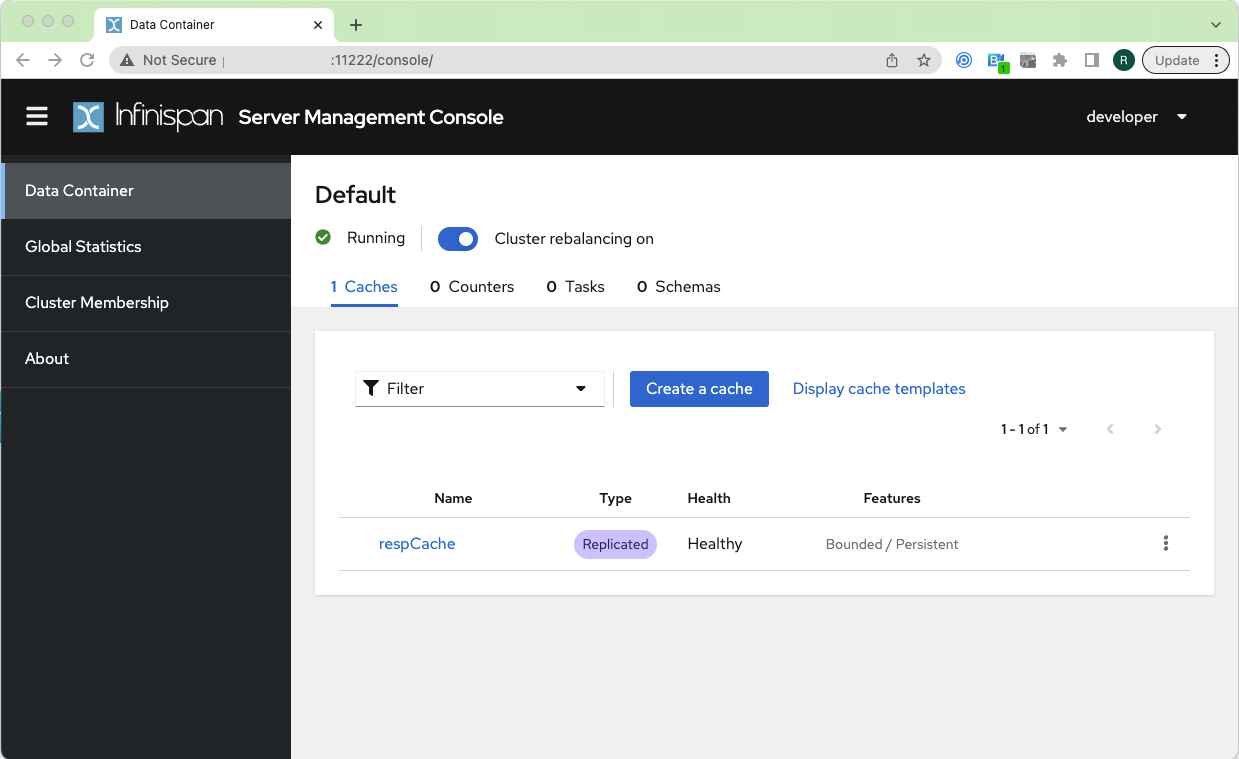 Data Container
Not Secure
:11222/console/
1
R
Update
Infinispan Server Management Console
developer
Data Container
Global Statistics
Cluster Membership
About
Default
Running
Cluster rebalancing on
1 Caches
0 Counters
0 Tasks
0 Schemas
Filter
Create a cache
Display cache templates
1 - 1 of 1
Name Type Health Features
respCache Replicated Healthy Bounded / Persistent